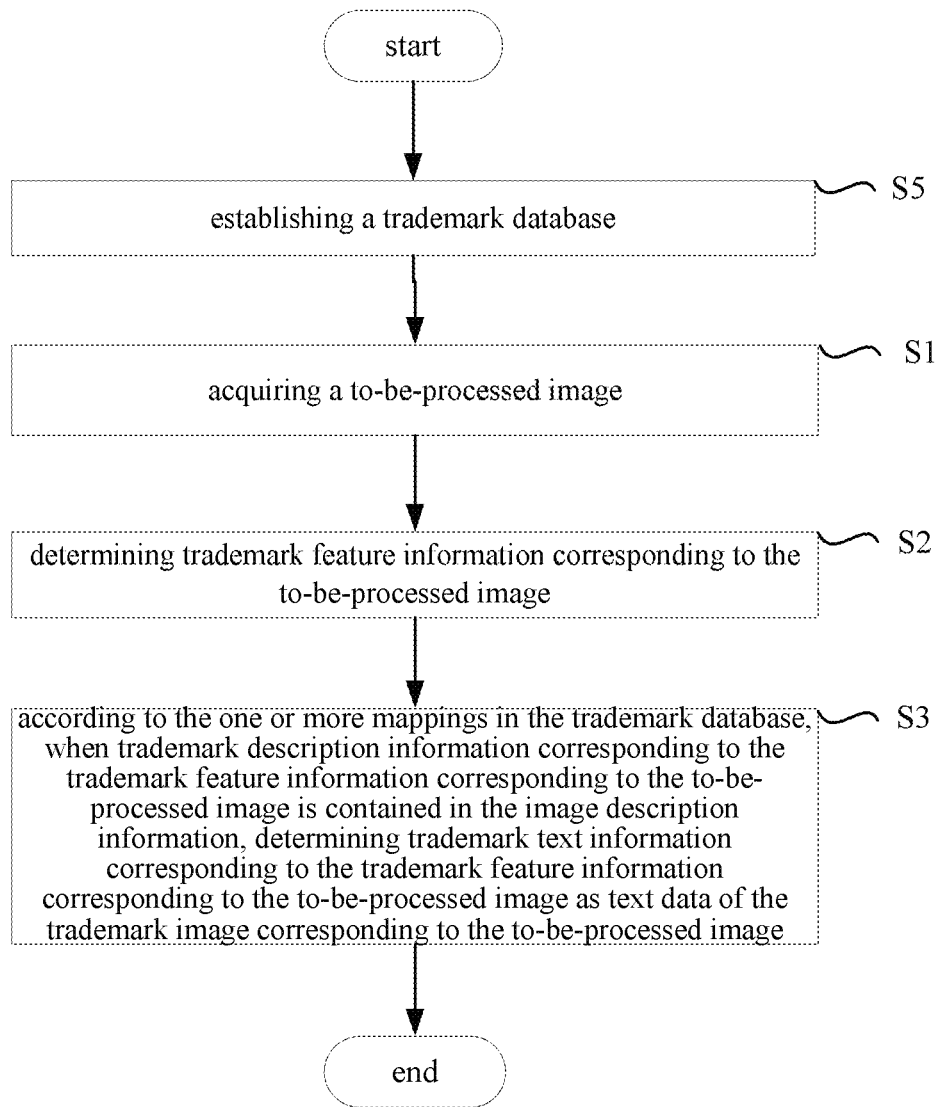 start
S5
establishing a trademark database
S1
acquiring a to-be-processed image
S2
determining trademark feature information corresponding to the
to-be-processed image
S3
according to the one or more mappings in the trademark database,
when trademark description information corresponding to the
trademark feature information corresponding to the to-be-
processed image is contained in the image description
information, determining trademark text information
corresponding to the trademark feature information
corresponding to the to-be-processed image as text data of the
trademark image corresponding to the to-be-processed image
end